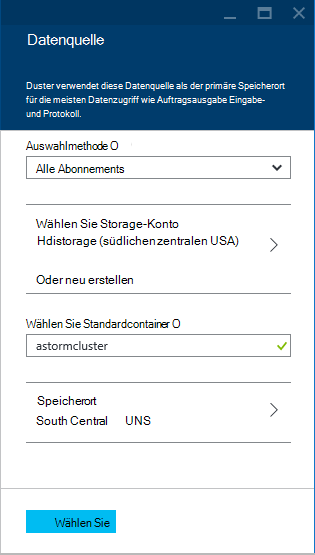 Datenquelle
Duster verwendet diese Datenquelle als der primäre Speicherort
für die meisten Datenzugriff wie Auftragsausgabe Eingabe-
und Protokoll.
Auswahlmethode O
Alle Abonnements
Wählen Sie Storage-Konto
Hdistorage (südlichen zentralen USA)
Oder neu erstellen
Wählen Sie Standardcontainer O
astormcluster
Speicherort
South Central UNS
Wählen Sie